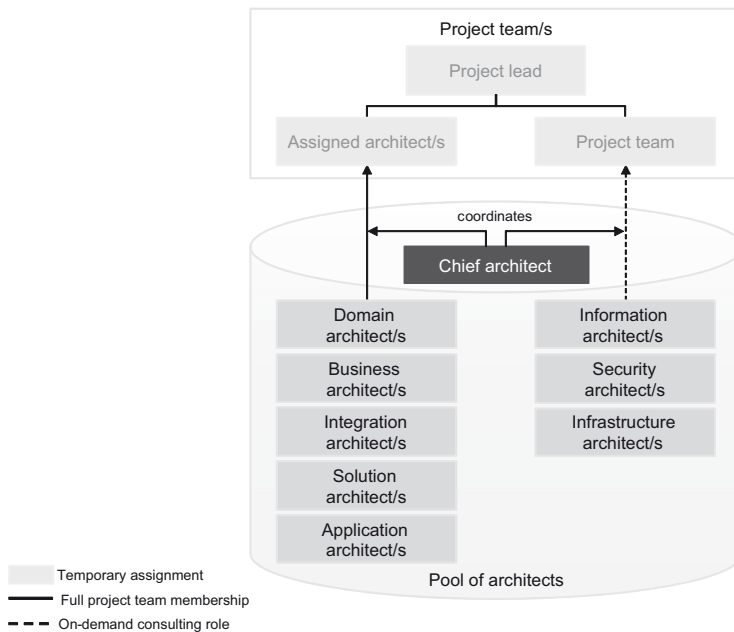 Project team/s
Project lead
Assigned architect/s
Project team
coordinates
Chief architect
Domain
architect/s
Business
architect/s
Integration
architect/s
Solution
architect/s
Application
architect/s
Information
architect/s
Security
architect/s
Infrastructure
architect/s
Pool of architects
Temporary assignment
Full project team membership
On-demand consulting role